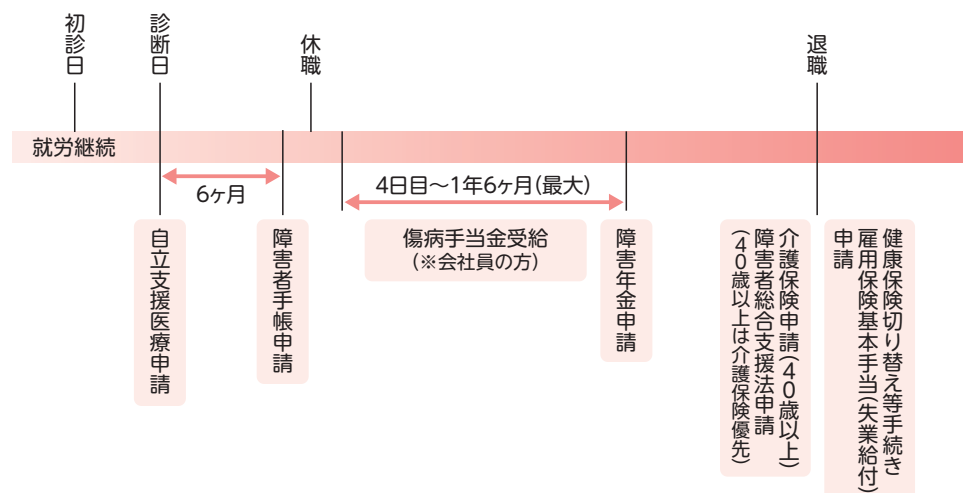 初診日
診断日
休職
退職
就労継続
6ヶ月
4日目〜1年6ヶ月(最大)
自立支援医療申請
障害者手帳申請
傷病手当金受給
(※会社員の方)
障害年金申請
介護保険申請(40歳以上)
障害者総合支援法申請
(40歳以上は介護保険優先)
健康保険切り替え等手続き
雇用保険基本手当(失業給付)
申請